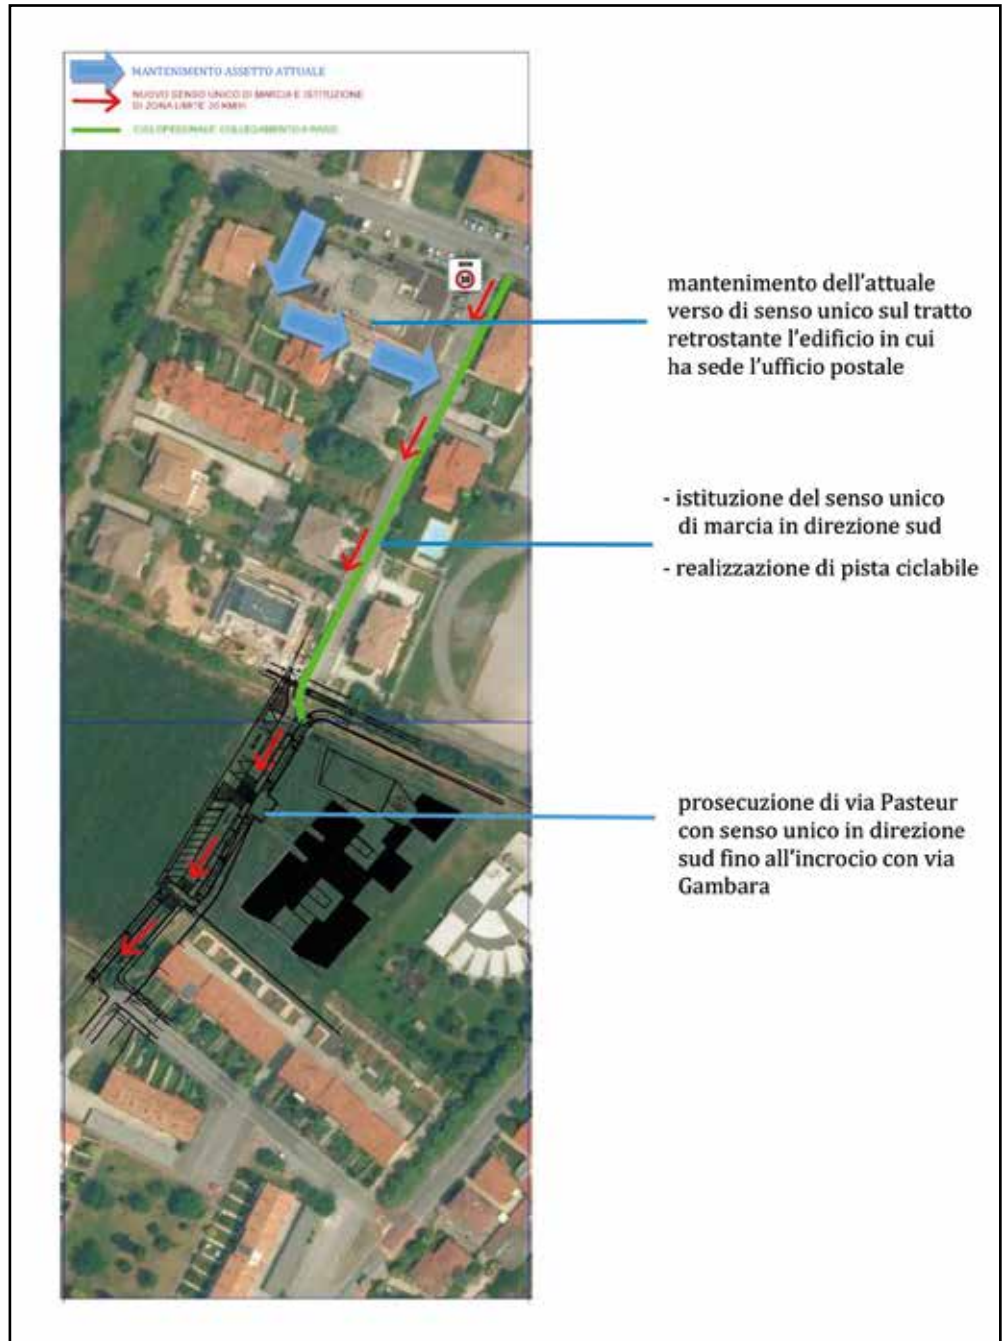 MANTENIMENTO ASSETTO ATTUALE
NUOVO SENSO UNICO DI MARCIA E ISTITUZIONE
DI ZONA LIMITE 30 KM/H
CICLOPEDONALE COLLEGAMENTO A RASO
30
mantenimento dell'attuale
verso di senso unico sul tratto
retrostante l'edificio in cui
ha sede l'ufficio postale
- istituzione del senso unico
di marcia in direzione sud
- realizzazione di pista ciclabile
prosecuzione di via Pasteur
con senso unico in direzione
sud fino all'incrocio con via
Gambara